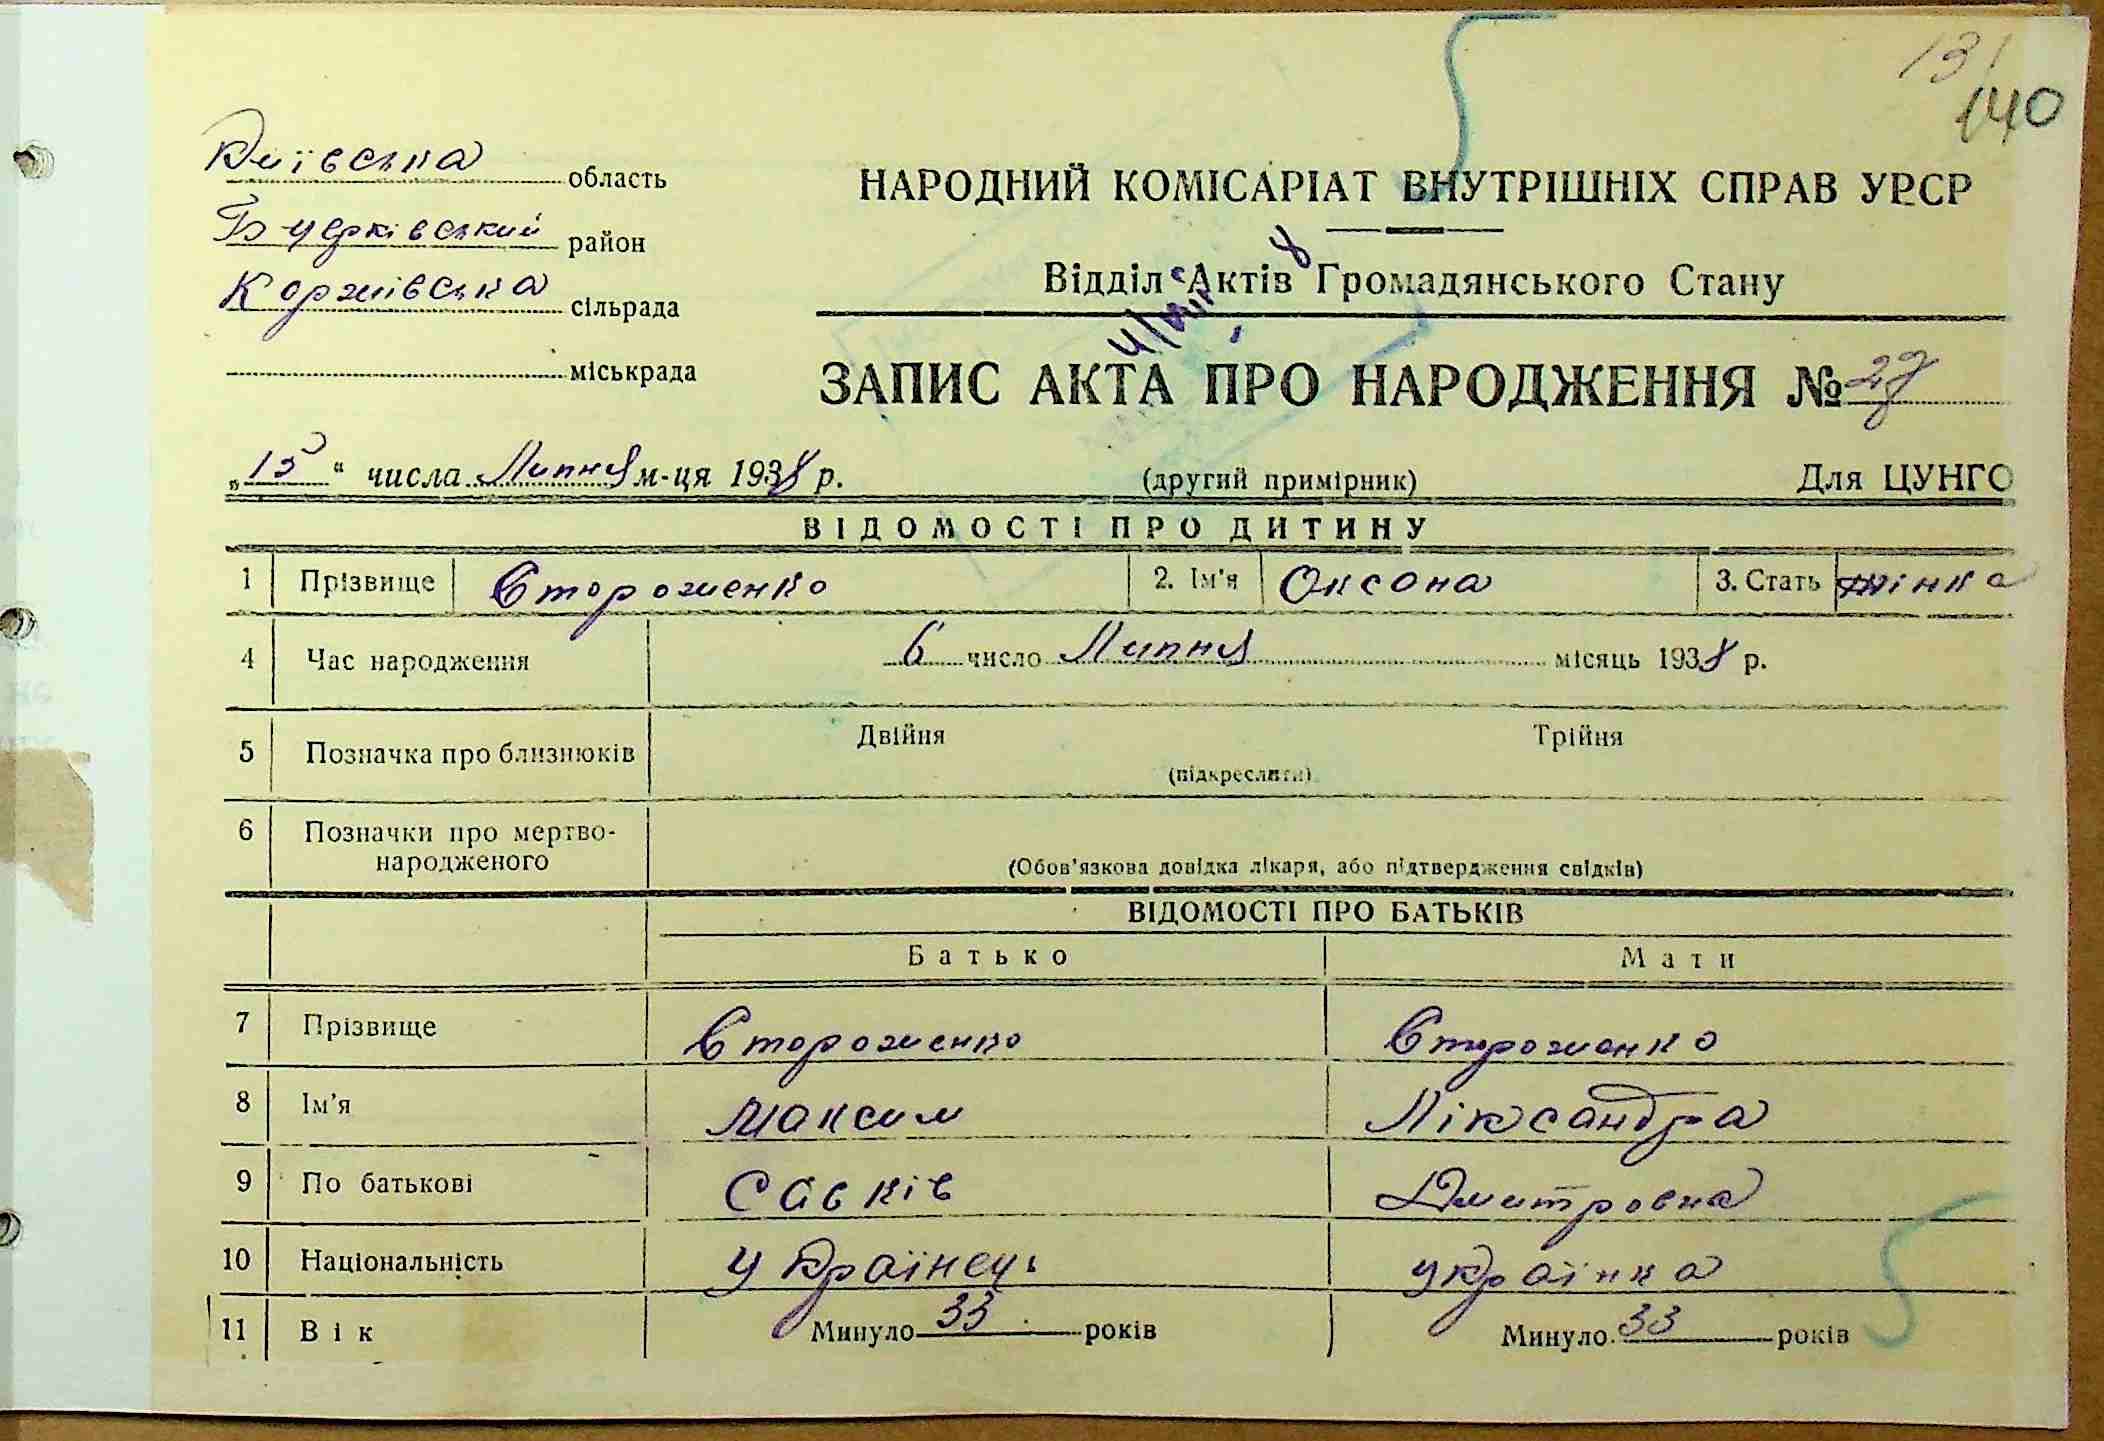 131
140
Київська область
Б церківський район
Коржівська сільрада
міськрада
НАРОДНИЙ КОМІСАРІАТ ВНУТРІШНІХ СПРАВ УРСР
Відділ Актів Громадянського Стану
ЗАПИС АКТА ПРО НАРОДЖЕННЯ №
„15“ числа Липня м-ця 1938 р. (другий примірник) Для ЦУНГО
ВІДОМОСТІ ПРО ДИТИНУ
1 Прізвище Стороженко 2. Ім'я Оксона 3. Стать жінка
4 Час народження 6 число Липня місяць 1938 р.
5 Позначка про близнюків Двійня Трійня
(підкреслити)
6 Позначки про мертво-
народженого
(Обов'язкова довідка лікаря, або підтвердження свідків)
ВІДОМОСТІ ПРО БАТЬКІВ
Батько Мати
7 Прізвище Стороженко Стороженко
8 Ім'я Максим Ліксандра
9 По батькові Савків Дмитровна
10 Національність українець українка
11 Вік Минуло 33 років Минуло 33 років